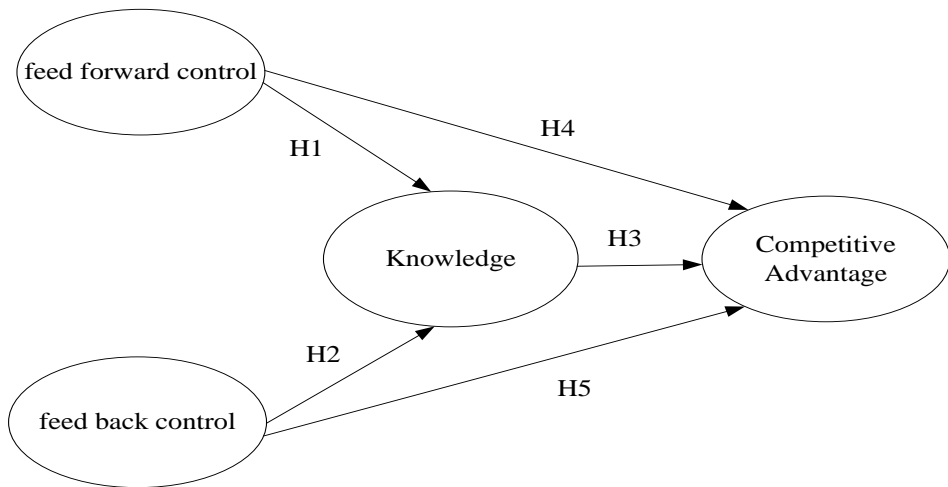 feed forward control
H4
H1
H3
Knowledge
Competitive
Advantage
H2
H5
feed back control